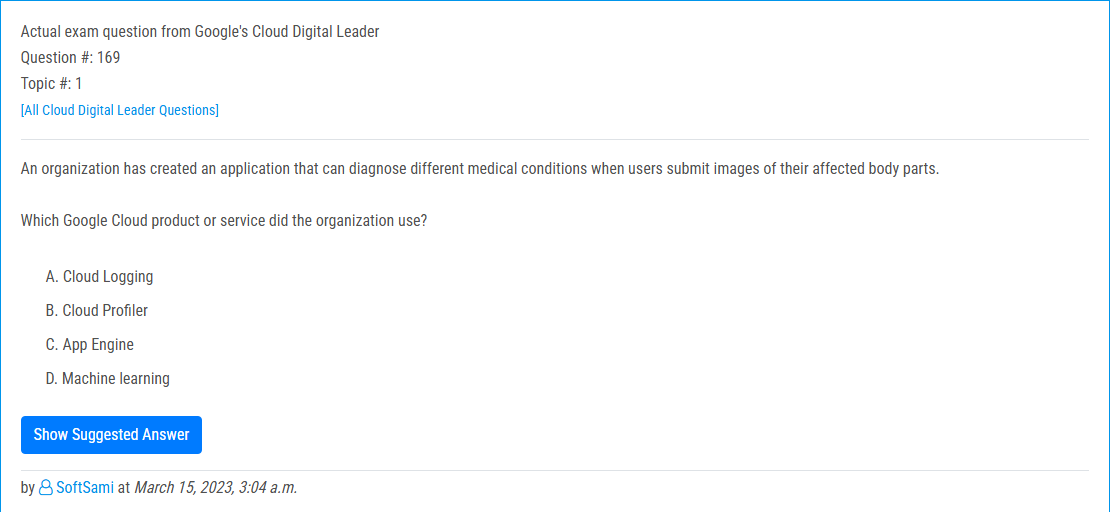 Actual exam question from Google's Cloud Digital Leader
Question #: 169
Topic #: 1
[All Cloud Digital Leader Questions]
An organization has created an application that can diagnose different medical conditions when users submit images of their affected body parts.
Which Google Cloud product or service did the organization use?
A. Cloud Logging
B. Cloud Profiler
C. App Engine
D. Machine learning
Show Suggested Answer
by SoftSami at March 15, 2023, 3:04 a.m.